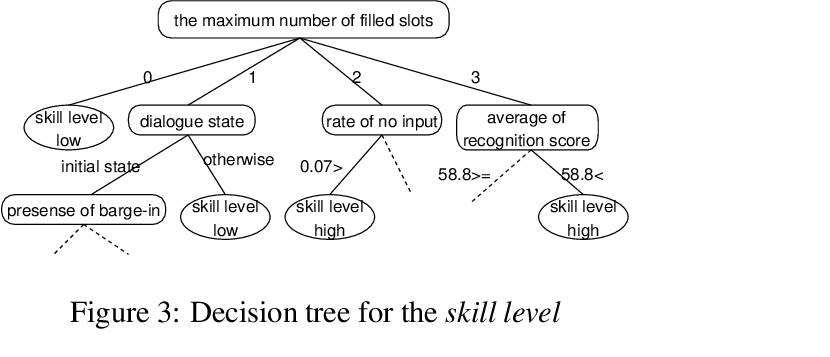 the maximum number of filled slots
0 1 2 3
skill level
low
dialogue state
rate of no input
average of
recognition score
initial state
otherwise
0.07>
58.8>=
58.8<
presense of barge-in
skill level
low
skill level
high
skill level
high
Figure 3: Decision tree for the skill level